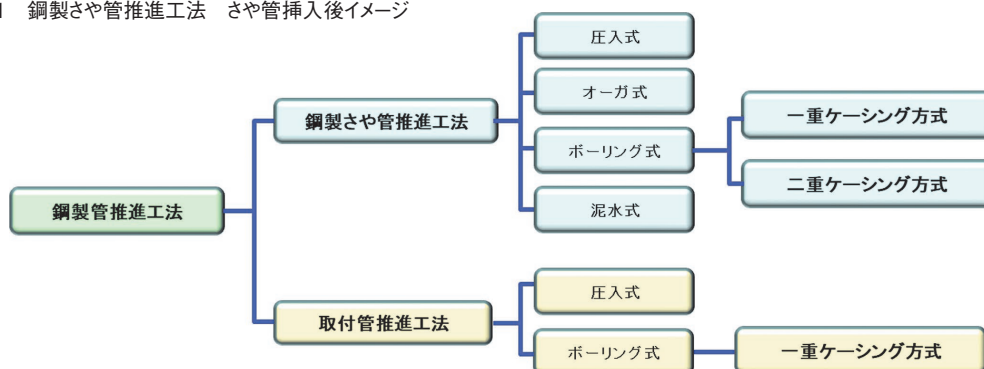 鋼製さや管推進工法　さや管挿入後イメージ
圧入式
オーガ式
一重ケーシング方式
鋼製さや管推進工法
ボーリング式
二重ケーシング方式
鋼製管推進工法
泥水式
圧入式
取付管推進工法
ボーリング式
一重ケーシング方式